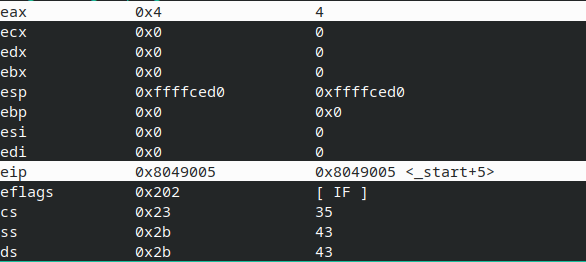 eax 0x4 4
ecx 0x0 0
edx 0x0 0
ebx 0x0 0
esp 0xffffced0 0xffffced0
ebp 0x0 0x0
esi 0x0 0
edi 0x0 0
eip 0x8049005 0x8049005 <_start+5>
eflags 0x202 [ IF ]
cs 0x23 35
ss 0x2b 43
ds 0x2b 43